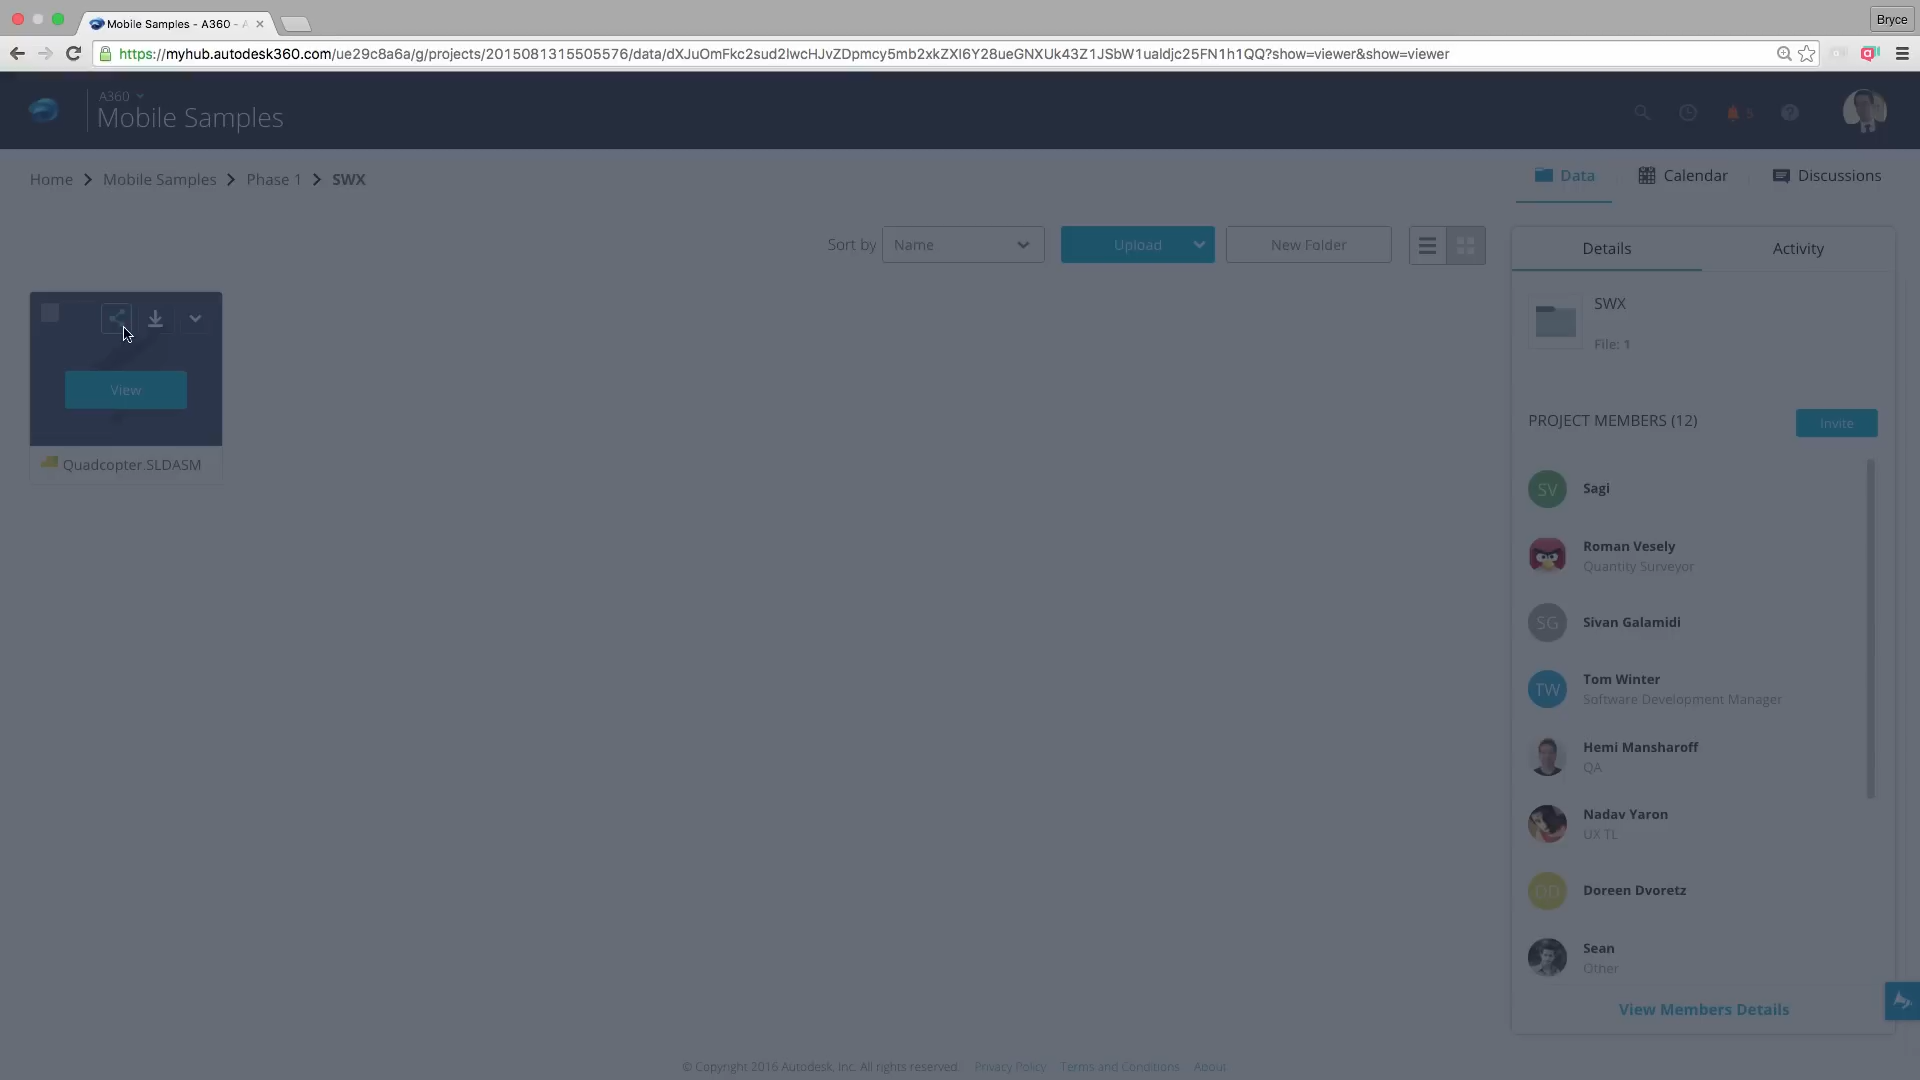 Mobile Samples - A360 - A
Bryce
https://myhub.autodesk360.com/ue29c8a6a/g/projects/2015081315505576/data/dXJuOmFkc2sud2lwcHJvZDpmcy5mb2xkZXI6Y28ueGNXUk43Z1JSbW1ualdjc25FN1h1QQ?show=viewer&show=viewer
A360
Mobile Samples
5
Home > Mobile Samples > Phase 1 > SWX
Data Calendar Discussions
Sort by Name Upload New Folder
Details Activity
SWX
File: 1
View
Quadcopter.SLDASM
PROJECT MEMBERS (12) Invite
SV Sagi
Roman Vesely
Quantity Surveyor
SG Sivan Galamidi
TW Tom Winter
Software Development Manager
Hemi Mansharoff
QA
Nadav Yaron
UX TL
DD Doreen Dvoretz
Sean
Other
View Members Details
© Copyright 2016 Autodesk, Inc. All rights reserved. Privacy Policy Terms and Conditions About